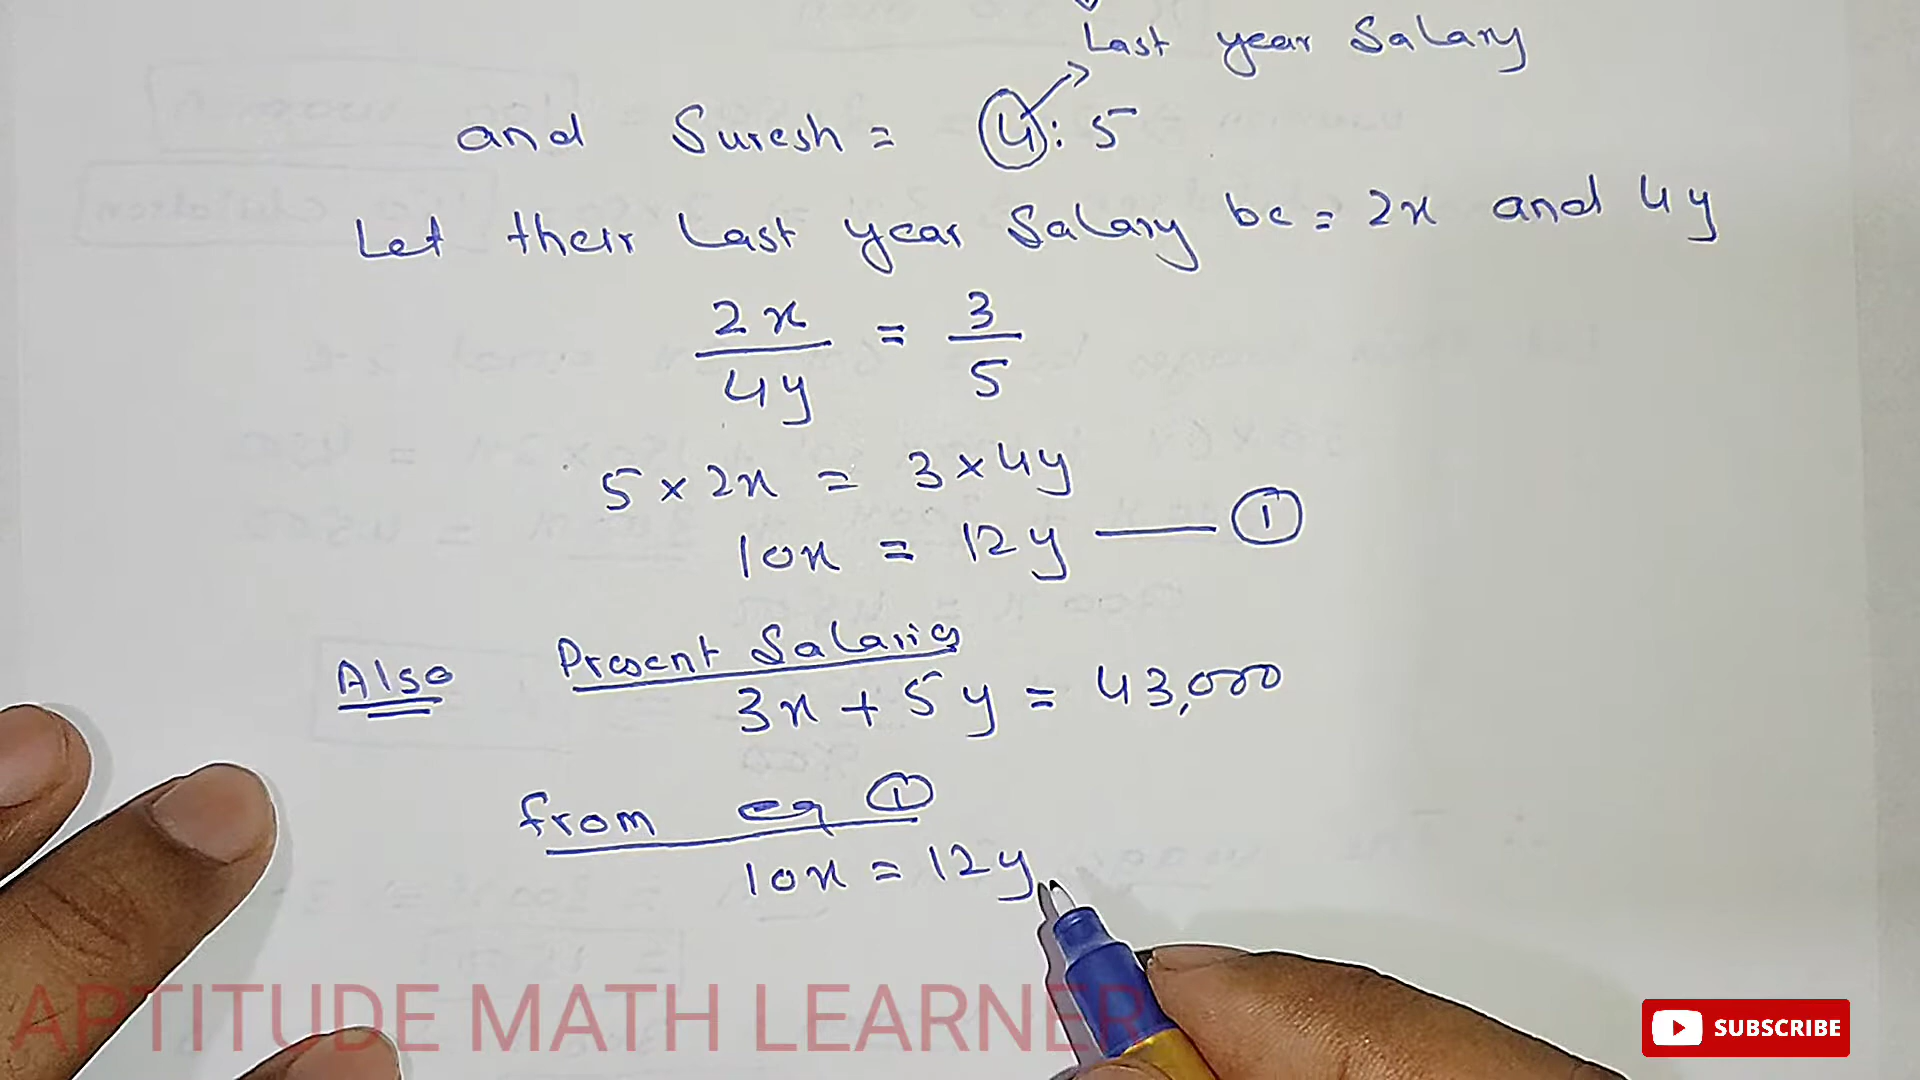 Last year Salary
and Suresh = 4 : 5
Let their Last year Salary be = 2x and 4y
2x/4y = 3/5
5 × 2x = 3 × 4y
10x = 12y —— ①
Also Present Salaries
3x + 5y = 43,000
from eq ①
10x = 12y
APTITUDE MATH LEARNER
SUBSCRIBE